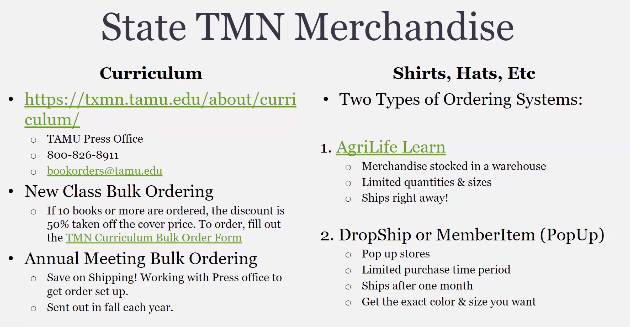 State TMN Merchandise
Curriculum
• https://txmn.tamu.edu/about/curri
culum/
o TAMU Press Office
o 800-826-8911
o bookorders@tamu.edu
• New Class Bulk Ordering
o If 10 books or more are ordered, the discount is
50% taken off the cover price. To order, fill out
the TMN Curriculum Bulk Order Form
• Annual Meeting Bulk Ordering
o Save on Shipping! Working with Press office to
get order set up.
o Sent out in fall each year.
Shirts, Hats, Etc
• Two Types of Ordering Systems:
1. AgriLife Learn
o Merchandise stocked in a warehouse
o Limited quantities & sizes
o Ships right away!
2. DropShip or MemberItem (PopUp)
o Pop up stores
o Limited purchase time period
o Ships after one month
o Get the exact color & size you want